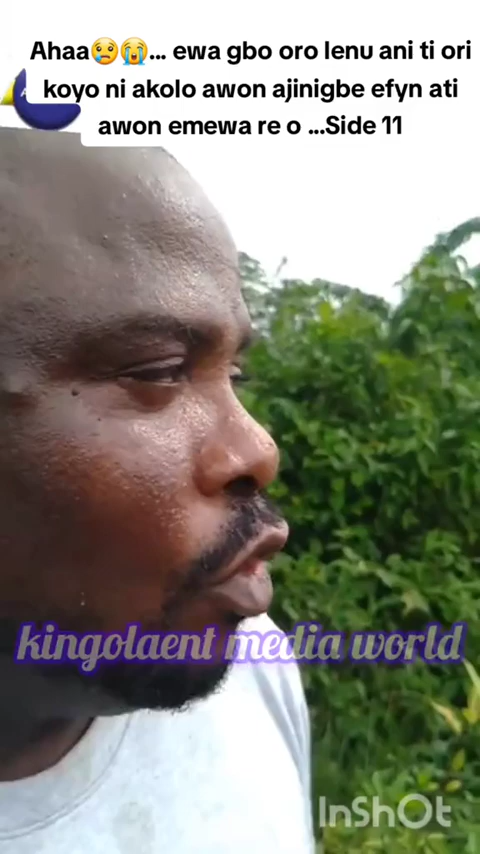 Ahaa😢😭... ewa gbo oro lenu ani ti ori
koyo ni akolo awon ajinigbe efyn ati
awon emewa re o ...Side 11
kingolaent media world
InShOt